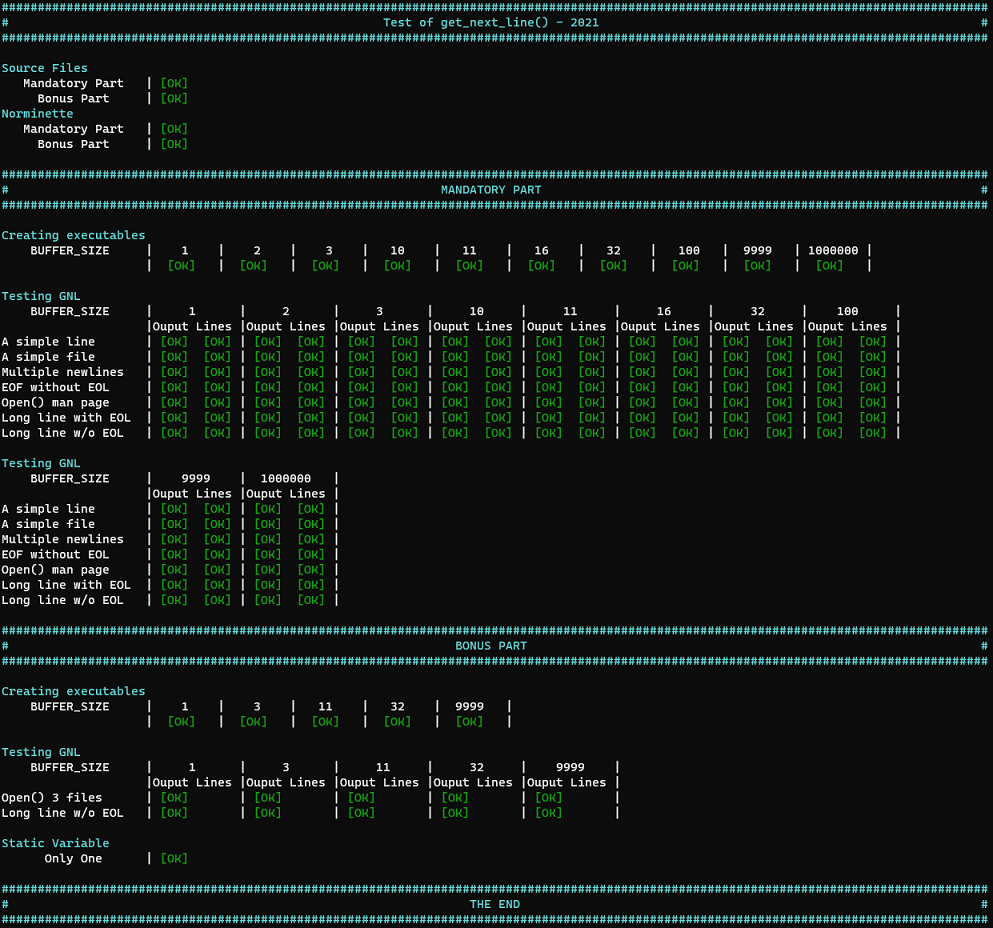 #########################################################################################################################################
# Test of get_next_line() - 2021 #
#########################################################################################################################################
Source Files
Mandatory Part | [OK]
Bonus Part | [OK]
Norminette
Mandatory Part | [OK]
Bonus Part | [OK]
#########################################################################################################################################
# MANDATORY PART #
#########################################################################################################################################
Creating executables
BUFFER_SIZE | 1 | 2 | 3 | 10 | 11 | 16 | 32 | 100 | 9999 | 1000000 |
| [OK] | [OK] | [OK] | [OK] | [OK] | [OK] | [OK] | [OK] | [OK] | [OK] |
Testing GNL
BUFFER_SIZE | 1 | 2 | 3 | 10 | 11 | 16 | 32 | 100 |
|Ouput Lines |Ouput Lines |Ouput Lines |Ouput Lines |Ouput Lines |Ouput Lines |Ouput Lines |Ouput Lines |
A simple line | [OK] [OK] | [OK] [OK] | [OK] [OK] | [OK] [OK] | [OK] [OK] | [OK] [OK] | [OK] [OK] | [OK] [OK] |
A simple file | [OK] [OK] | [OK] [OK] | [OK] [OK] | [OK] [OK] | [OK] [OK] | [OK] [OK] | [OK] [OK] | [OK] [OK] |
Multiple newlines | [OK] [OK] | [OK] [OK] | [OK] [OK] | [OK] [OK] | [OK] [OK] | [OK] [OK] | [OK] [OK] | [OK] [OK] |
EOF without EOL | [OK] [OK] | [OK] [OK] | [OK] [OK] | [OK] [OK] | [OK] [OK] | [OK] [OK] | [OK] [OK] | [OK] [OK] |
Open() man page | [OK] [OK] | [OK] [OK] | [OK] [OK] | [OK] [OK] | [OK] [OK] | [OK] [OK] | [OK] [OK] | [OK] [OK] |
Long line with EOL | [OK] [OK] | [OK] [OK] | [OK] [OK] | [OK] [OK] | [OK] [OK] | [OK] [OK] | [OK] [OK] | [OK] [OK] |
Long line w/o EOL | [OK] [OK] | [OK] [OK] | [OK] [OK] | [OK] [OK] | [OK] [OK] | [OK] [OK] | [OK] [OK] | [OK] [OK] |
Testing GNL
BUFFER_SIZE | 9999 | 1000000 |
|Ouput Lines |Ouput Lines |
A simple line | [OK] [OK] | [OK] [OK] |
A simple file | [OK] [OK] | [OK] [OK] |
Multiple newlines | [OK] [OK] | [OK] [OK] |
EOF without EOL | [OK] [OK] | [OK] [OK] |
Open() man page | [OK] [OK] | [OK] [OK] |
Long line with EOL | [OK] [OK] | [OK] [OK] |
Long line w/o EOL | [OK] [OK] | [OK] [OK] |
#########################################################################################################################################
# BONUS PART #
#########################################################################################################################################
Creating executables
BUFFER_SIZE | 1 | 3 | 11 | 32 | 9999 |
| [OK] | [OK] | [OK] | [OK] | [OK] |
Testing GNL
BUFFER_SIZE | 1 | 3 | 11 | 32 | 9999 |
|Ouput Lines |Ouput Lines |Ouput Lines |Ouput Lines |Ouput Lines |
Open() 3 files | [OK] | [OK] | [OK] | [OK] | [OK] |
Long line w/o EOL | [OK] | [OK] | [OK] | [OK] | [OK] |
Static Variable
Only One | [OK]
#########################################################################################################################################
# THE END #
#########################################################################################################################################